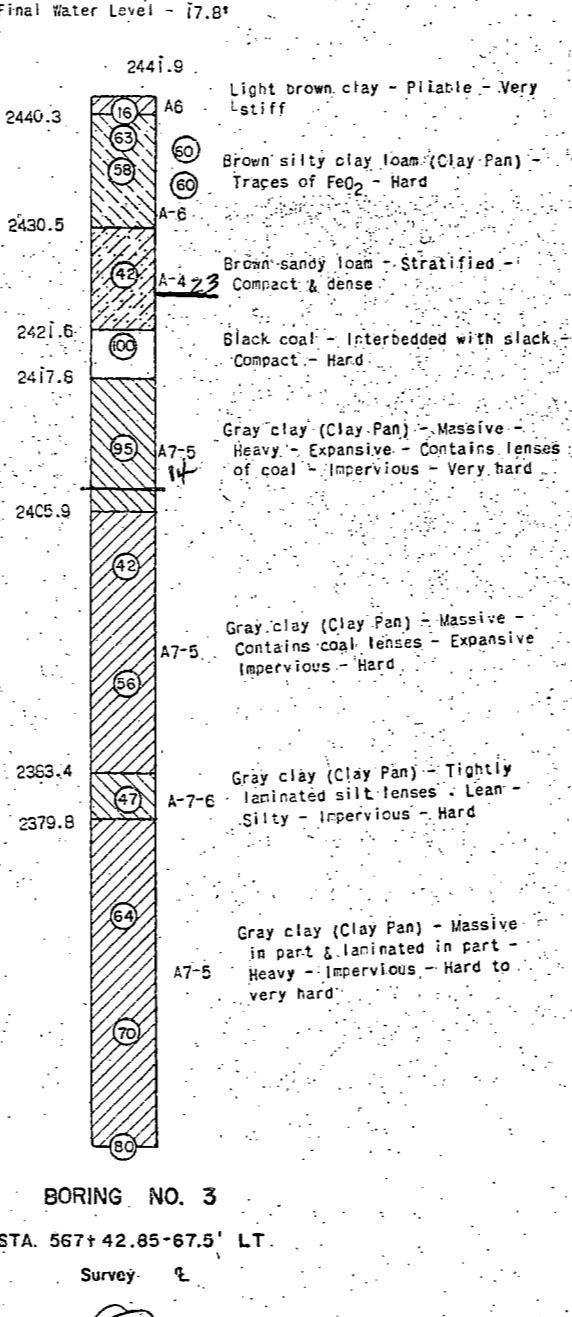 Final Water Level - 17.8'
2441.9
Light brown clay - Pliable - Very
stiff
16
A6
2440.3
63
60
58
60
Brown silty clay loam (Clay Pan) -
Traces of FeO2 - Hard
A-6
2430.5
42
A-4 23
Brown sandy loam - Stratified -
Compact & dense
2421.6
100
Black coal - Interbedded with slack -
Compact - Hard
2417.6
95
A7-5
14
Gray clay (Clay Pan) - Massive -
Heavy - Expansive - Contains lenses
of coal - Impervious - Very hard
2405.9
42
A7-5
Gray clay (Clay Pan) - Massive -
Contains coal lenses - Expansive
Impervious - Hard
56
2383.4
47
A-7-6
Gray clay (Clay Pan) - Tightly
laminated silt lenses - Lean -
Silty - Impervious - Hard
2379.8
64
A7-5
Gray clay (Clay Pan) - Massive
in part & laminated in part -
Heavy - Impervious - Hard to
very hard
70
80
BORING NO. 3
STA. 567+42.85-67.5' LT.
Survey ℄